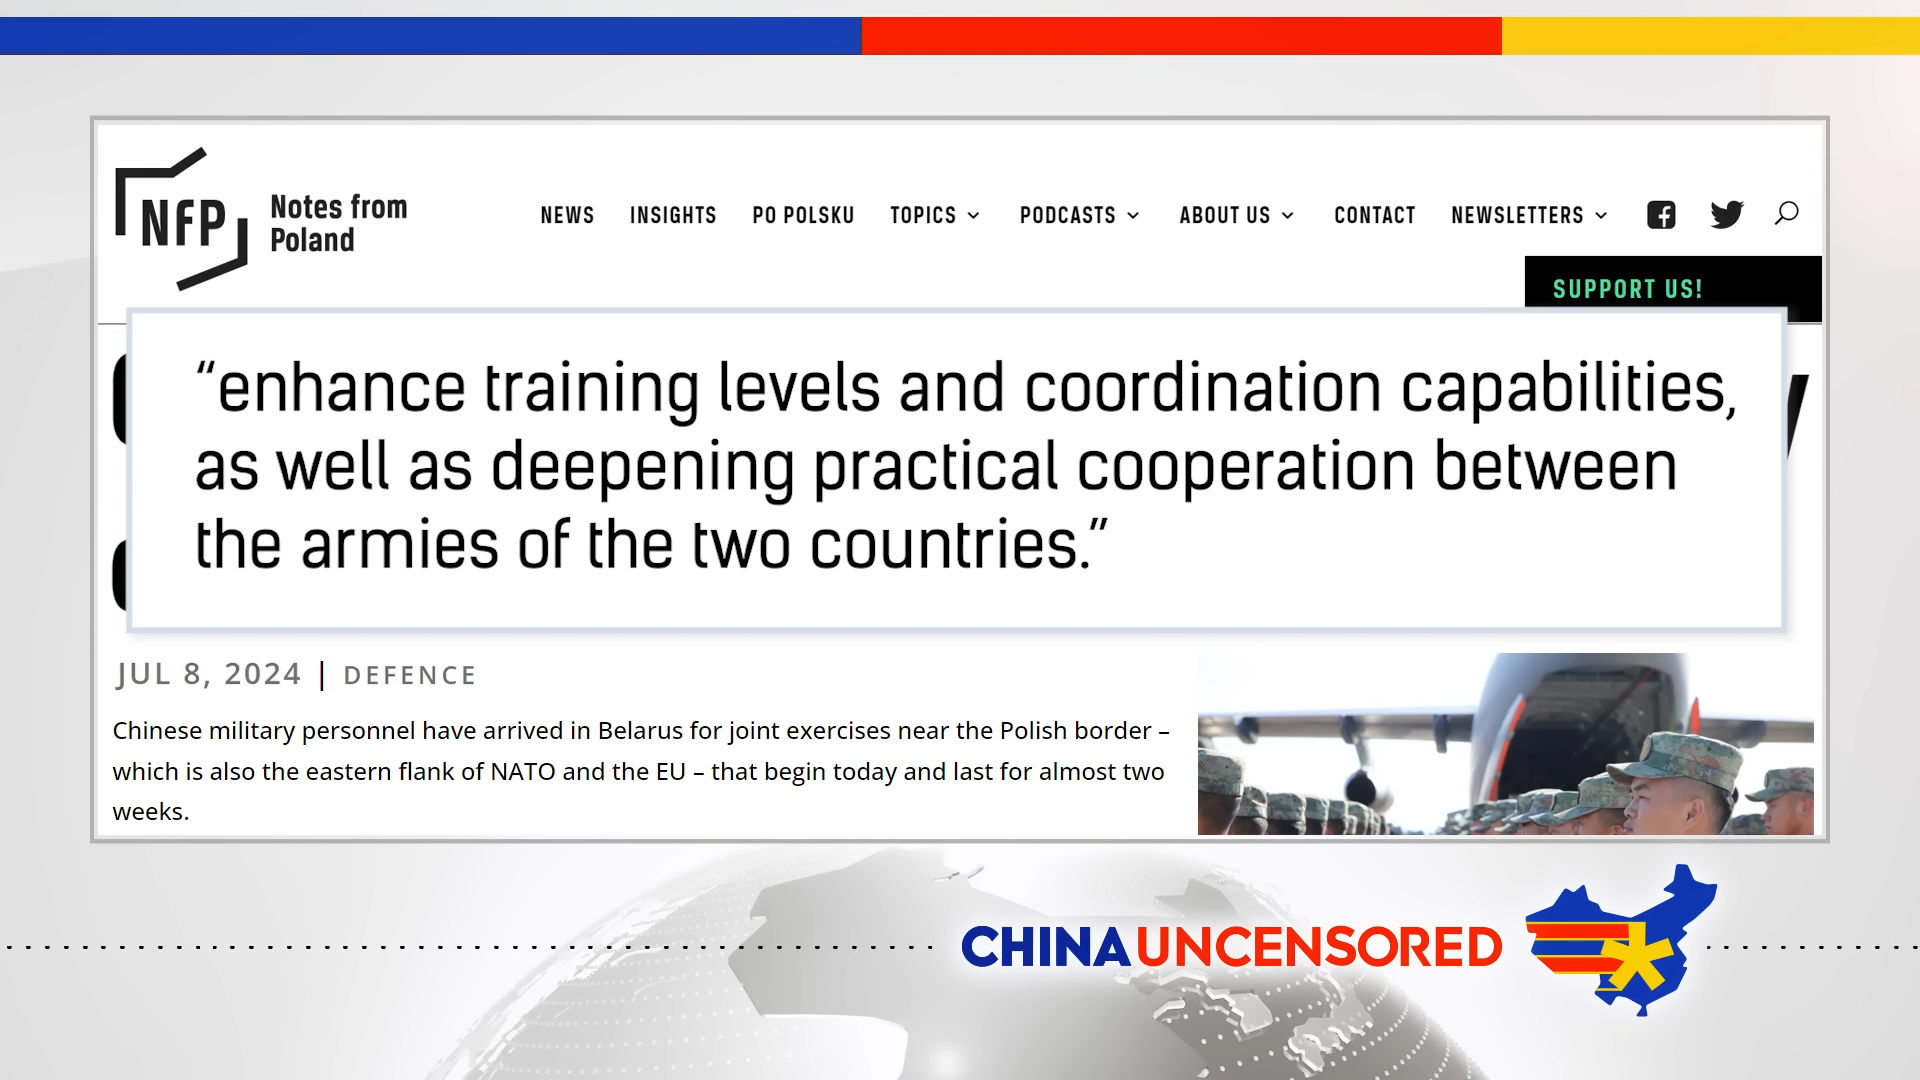 NFP
Notes from
Poland
NEWS INSIGHTS PO POLSKU TOPICS PODCASTS ABOUT US CONTACT NEWSLETTERS
SUPPORT US!
“enhance training levels and coordination capabilities,
as well as deepening practical cooperation between
the armies of the two countries.”
JUL 8, 2024 | DEFENCE
Chinese military personnel have arrived in Belarus for joint exercises near the Polish border –
which is also the eastern flank of NATO and the EU – that begin today and last for almost two
weeks.
CHINA UNCENSORED